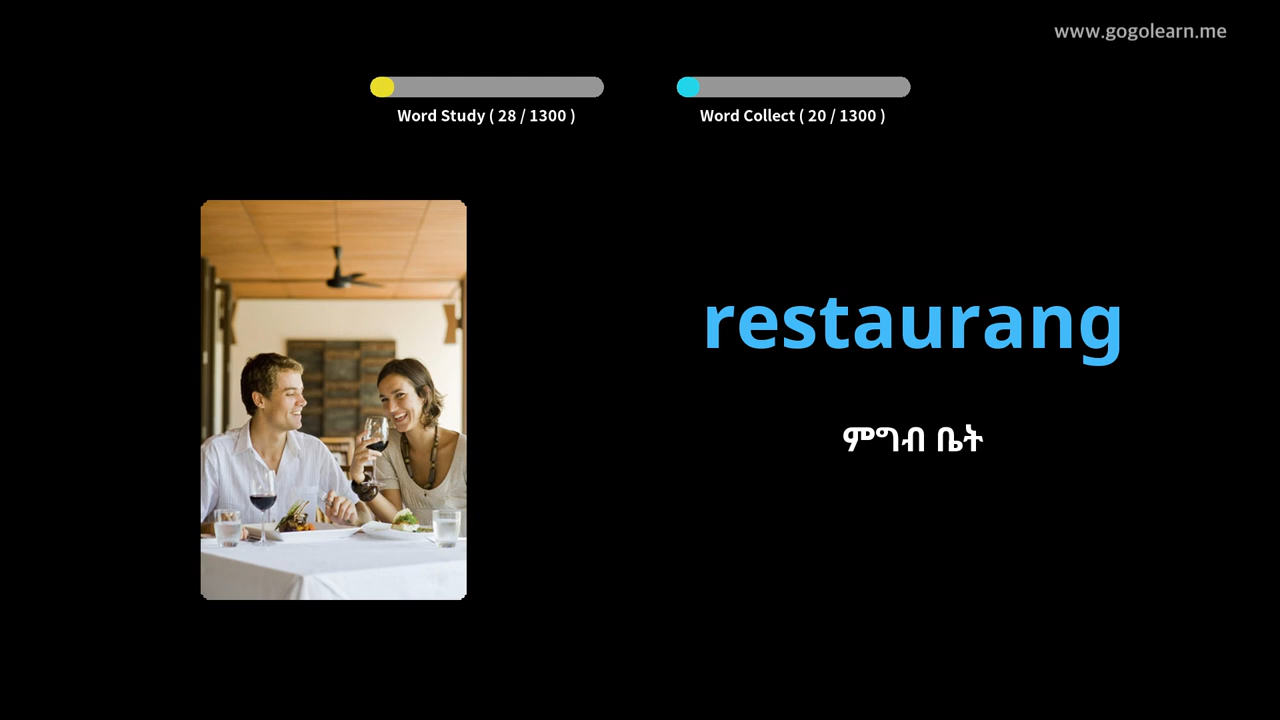 www.gogolearn.me
Word Study ( 28 / 1300 )
Word Collect ( 20 / 1300 )
restaurang
ምግብ ቤት